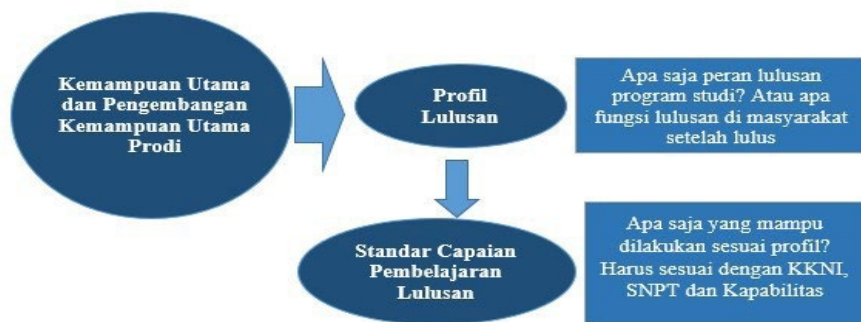 Kemampuan Utama
dan Pengembangan
Kemampuan Utama
Prodi
Profil
Lulusan
Apa saja peran lulusan
program studi? Atau apa
fungsi lulusan di masyarakat
setelah lulus
Standar Capaian
Pembelajaran
Lulusan
Apa saja yang mampu
dilakukan sesuai profil?
Harus sesuai dengan KKNI,
SNPT dan Kapabilitas